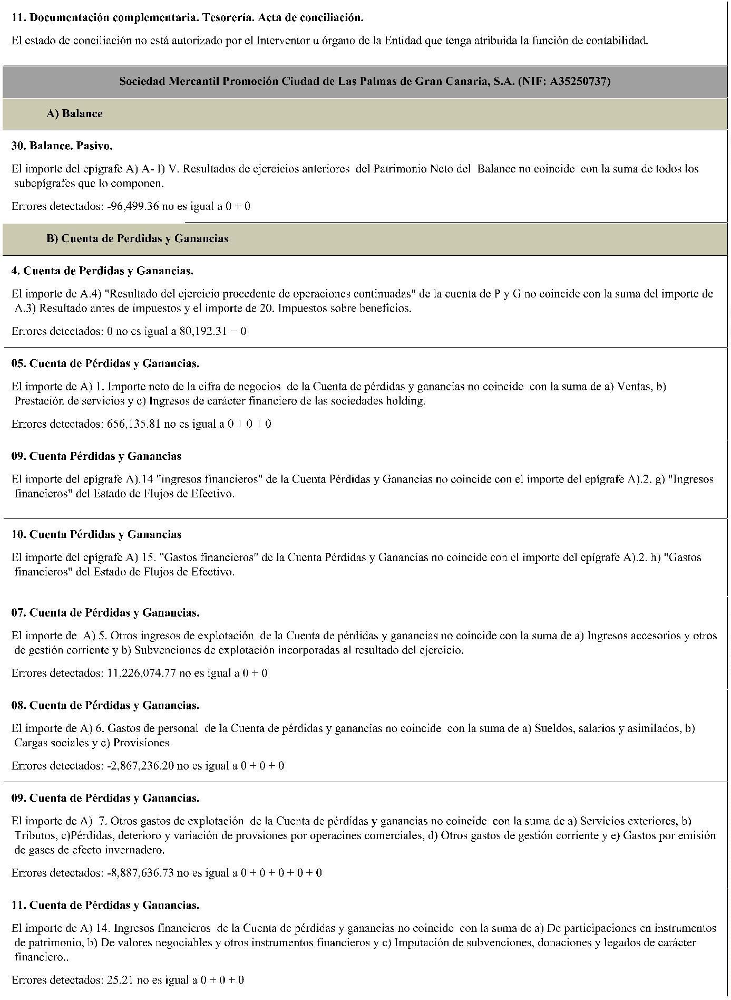 11. Documentación complementaria. Tesorería. Acta de conciliación.
El estado de conciliación no está autorizado por el Interventor u órgano de la Entidad que tenga atribuida la función de contabilidad.
Sociedad Mercantil Promoción Ciudad de Las Palmas de Gran Canaria, S.A. (NIF: A35250737)
A) Balance
30. Balance. Pasivo.
El importe del epígrafe A) A- I) V. Resultados de ejercicios anteriores del Patrimonio Neto del Balance no coincide con la suma de todos los
subepígrafes que lo componen.
Errores detectados: -96,499.36 no es igual a 0 + 0
B) Cuenta de Perdidas y Ganancias
4. Cuenta de Perdidas y Ganancias.
El importe de A.4) "Resultado del ejercicio procedente de operaciones continuadas" de la cuenta de P y G no coincide con la suma del importe de
A.3) Resultado antes de impuestos y el importe de 20. Impuestos sobre beneficios.
Errores detectados: 0 no es igual a 80,192.31 − 0
05. Cuenta de Pérdidas y Ganancias.
El importe de A) 1. Importe neto de la cifra de negocios de la Cuenta de pérdidas y ganancias no coincide con la suma de a) Ventas, b)
Prestación de servicios y c) Ingresos de carácter financiero de las sociedades holding.
Errores detectados: 656,135.81 no es igual a 0 + 0 + 0
09. Cuenta Pérdidas y Ganancias
El importe del epígrafe A).14 "ingresos financieros" de la Cuenta Pérdidas y Ganancias no coincide con el importe del epígrafe A).2. g) "Ingresos
financieros" del Estado de Flujos de Efectivo.
10. Cuenta Pérdidas y Ganancias
El importe del epígrafe A) 15. "Gastos financieros" de la Cuenta Pérdidas y Ganancias no coincide con el importe del epígrafe A).2. h) "Gastos
financieros" del Estado de Flujos de Efectivo.
07. Cuenta de Pérdidas y Ganancias.
El importe de A) 5. Otros ingresos de explotación de la Cuenta de pérdidas y ganancias no coincide con la suma de a) Ingresos accesorios y otros
de gestión corriente y b) Subvenciones de explotación incorporadas al resultado del ejercicio.
Errores detectados: 11,226,074.77 no es igual a 0 + 0
08. Cuenta de Pérdidas y Ganancias.
El importe de A) 6. Gastos de personal de la Cuenta de pérdidas y ganancias no coincide con la suma de a) Sueldos, salarios y asimilados, b)
Cargas sociales y c) Provisiones
Errores detectados: -2,867,236.20 no es igual a 0 + 0 + 0
09. Cuenta de Pérdidas y Ganancias.
El importe de A) 7. Otros gastos de explotación de la Cuenta de pérdidas y ganancias no coincide con la suma de a) Servicios exteriores, b)
Tributos, c)Pérdidas, deterioro y variación de provsiones por operacines comerciales, d) Otros gastos de gestión corriente y e) Gastos por emisión
de gases de efecto invernadero.
Errores detectados: -8,887,636.73 no es igual a 0 + 0 + 0 + 0 + 0
11. Cuenta de Pérdidas y Ganancias.
El importe de A) 14. Ingresos financieros de la Cuenta de pérdidas y ganancias no coincide con la suma de a) De participaciones en instrumentos
de patrimonio, b) De valores negociables y otros instrumentos financieros y c) Imputación de subvenciones, donaciones y legados de carácter
financiero..
Errores detectados: 25.21 no es igual a 0 + 0 + 0